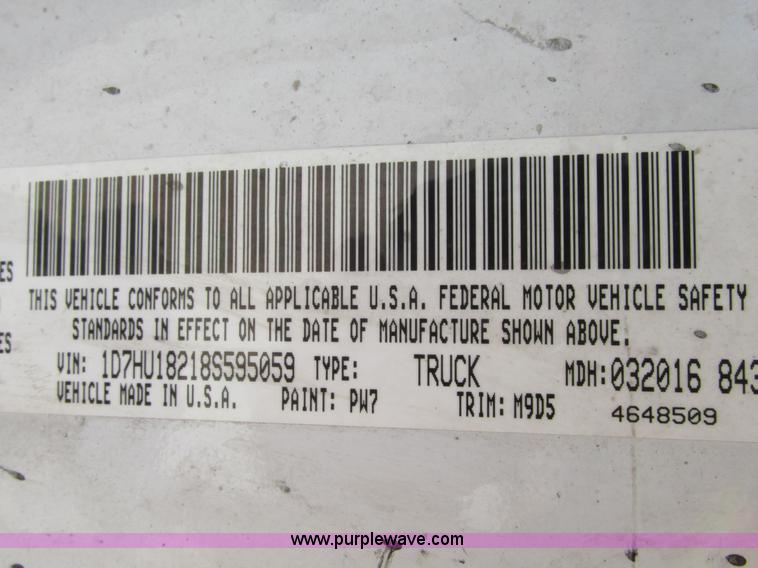 ES
THIS VEHICLE CONFORMS TO ALL APPLICABLE U.S.A. FEDERAL MOTOR VEHICLE SAFETY
STANDARDS IN EFFECT ON THE DATE OF MANUFACTURE SHOWN ABOVE.
ES
VIN: 1D7HU18218S595059 TYPE: TRUCK MDH: 032016 843
VEHICLE MADE IN U.S.A. PAINT: PW7 TRIM: M9D5 4648509
www.purplewave.com